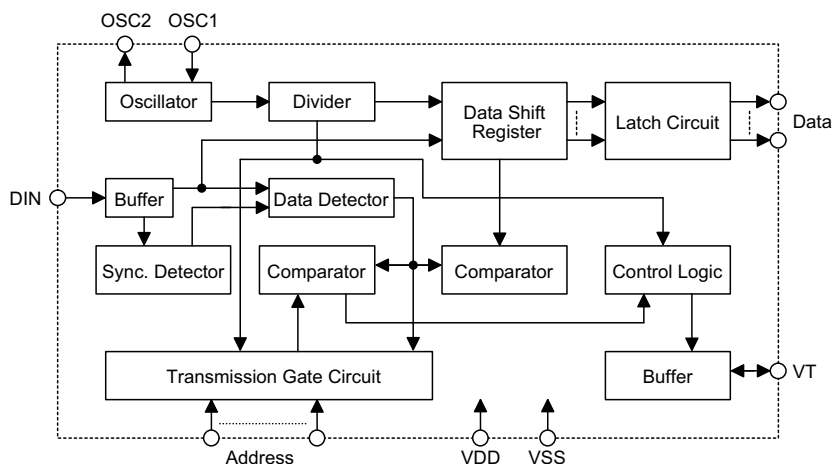 OSC2 OSC1
Oscillator
Divider
Data Shift
Register
Latch Circuit
Data
DIN
Buffer
Data Detector
Sync. Detector
Comparator
Comparator
Control Logic
Transmission Gate Circuit
Buffer
VT
Address
VDD
VSS